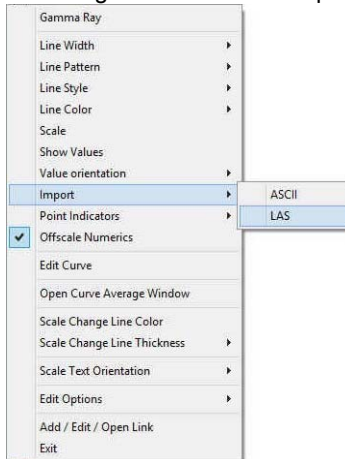 Gamma Ray
Line Width
Line Pattern
Line Style
Line Color
Scale
Show Values
Value orientation
Import
ASCII
LAS
Point Indicators
Offscale Numerics
Edit Curve
Open Curve Average Window
Scale Change Line Color
Scale Change Line Thickness
Scale Text Orientation
Edit Options
Add / Edit / Open Link
Exit